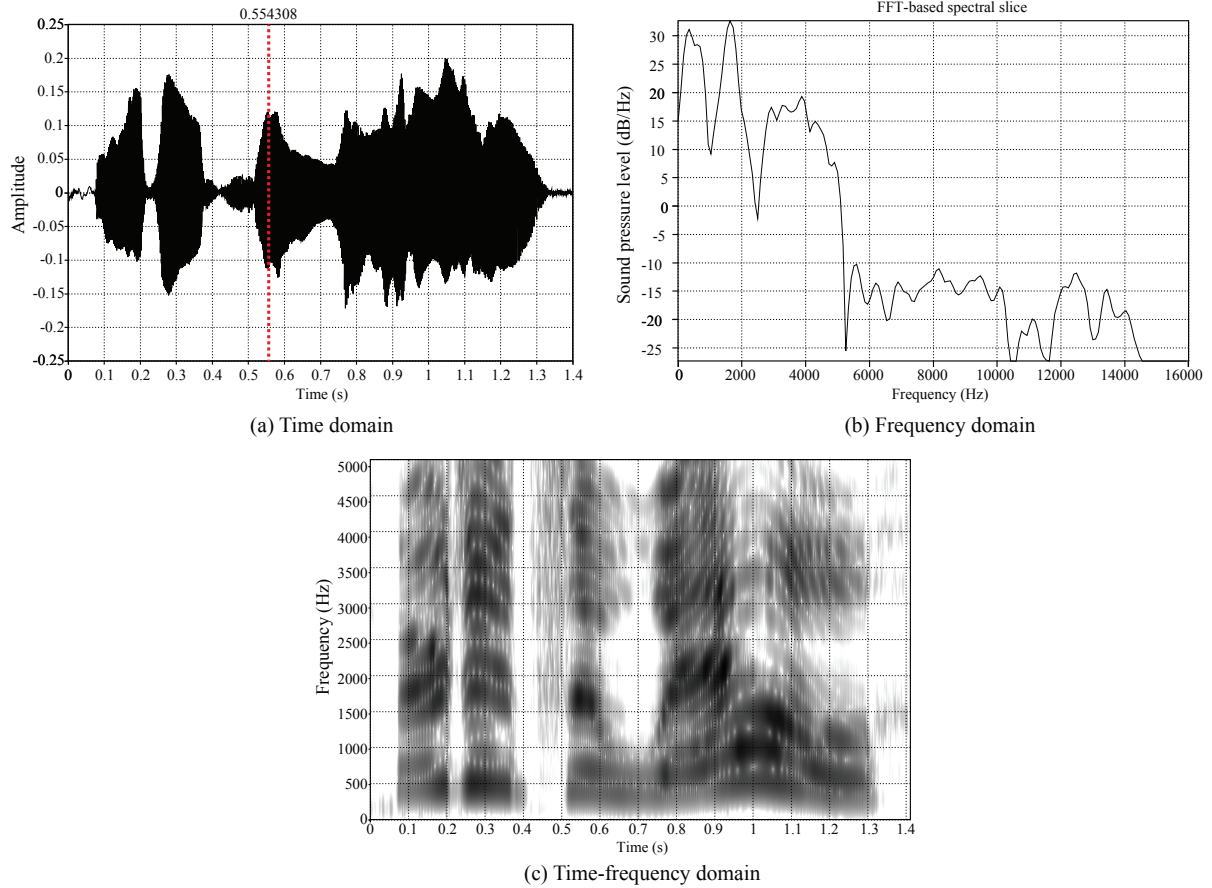 0.554308
0.25
0.2
0.15
0.1
0.05
0
-0.05
-0.1
-0.15
-0.2
-0.25
Amplitude
0 0.1 0.2 0.3 0.4 0.5 0.6 0.7 0.8 0.9 1 1.1 1.2 1.3 1.4
Time (s)
(a) Time domain
FFT-based spectral slice
30
25
20
15
10
5
0
-5
-10
-15
-20
-25
Sound pressure level (dB/Hz)
0 2000 4000 6000 8000 10000 12000 14000 16000
Frequency (Hz)
(b) Frequency domain
5000
4500
4000
3500
3000
2500
2000
1500
1000
500
0
Frequency (Hz)
0 0.1 0.2 0.3 0.4 0.5 0.6 0.7 0.8 0.9 1 1.1 1.2 1.3 1.4
Time (s)
(c) Time-frequency domain